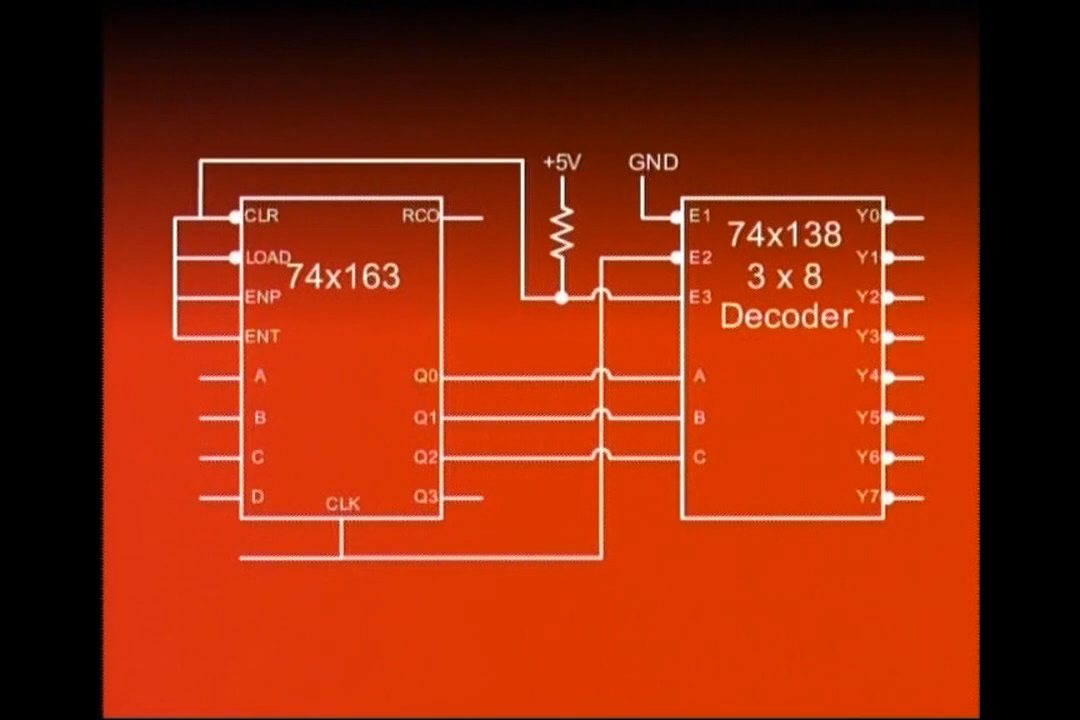 +5V
GND
CLR
RCO
LOAD
ENP
ENT
A
B
C
D
74x163
Q0
Q1
Q2
Q3
CLK
E1
E2
E3
A
B
C
74x138
3 x 8
Decoder
Y0
Y1
Y2
Y3
Y4
Y5
Y6
Y7